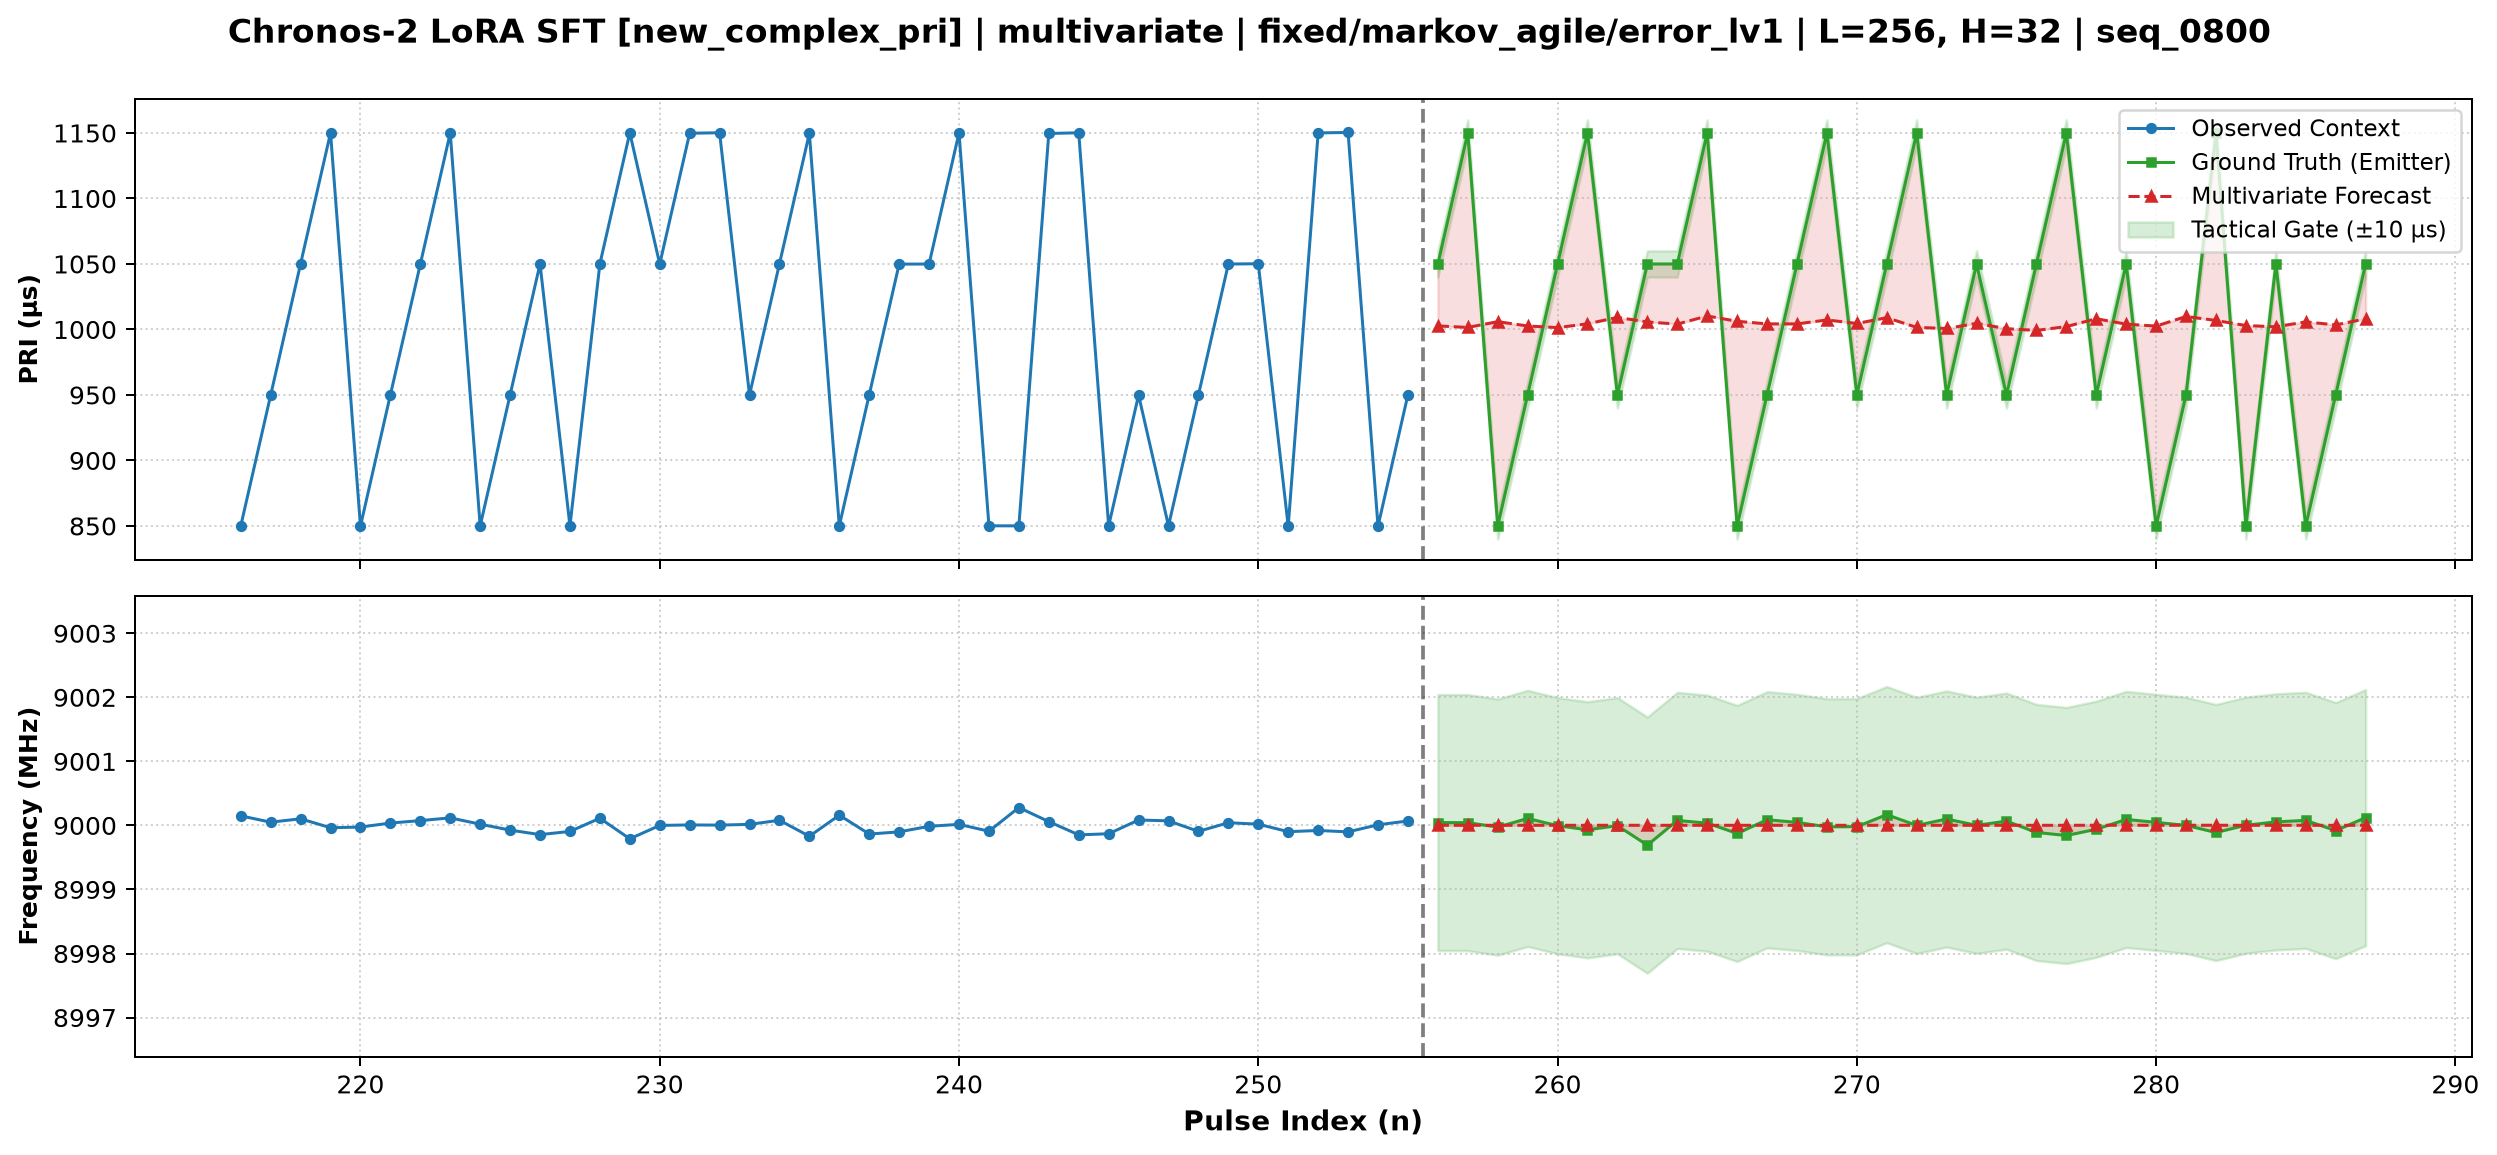 Chronos-2 LoRA SFT [new_complex_pri] | multivariate | fixed/markov_agile/error_lv1 | L=256, H=32 | seq_0800
PRI (µs)
1150
1100
1050
1000
950
900
850
Observed Context
Ground Truth (Emitter)
Multivariate Forecast
Tactical Gate (±10 µs)
Frequency (MHz)
9003
9002
9001
9000
8999
8998
8997
220 230 240 250 260 270 280 290
Pulse Index (n)